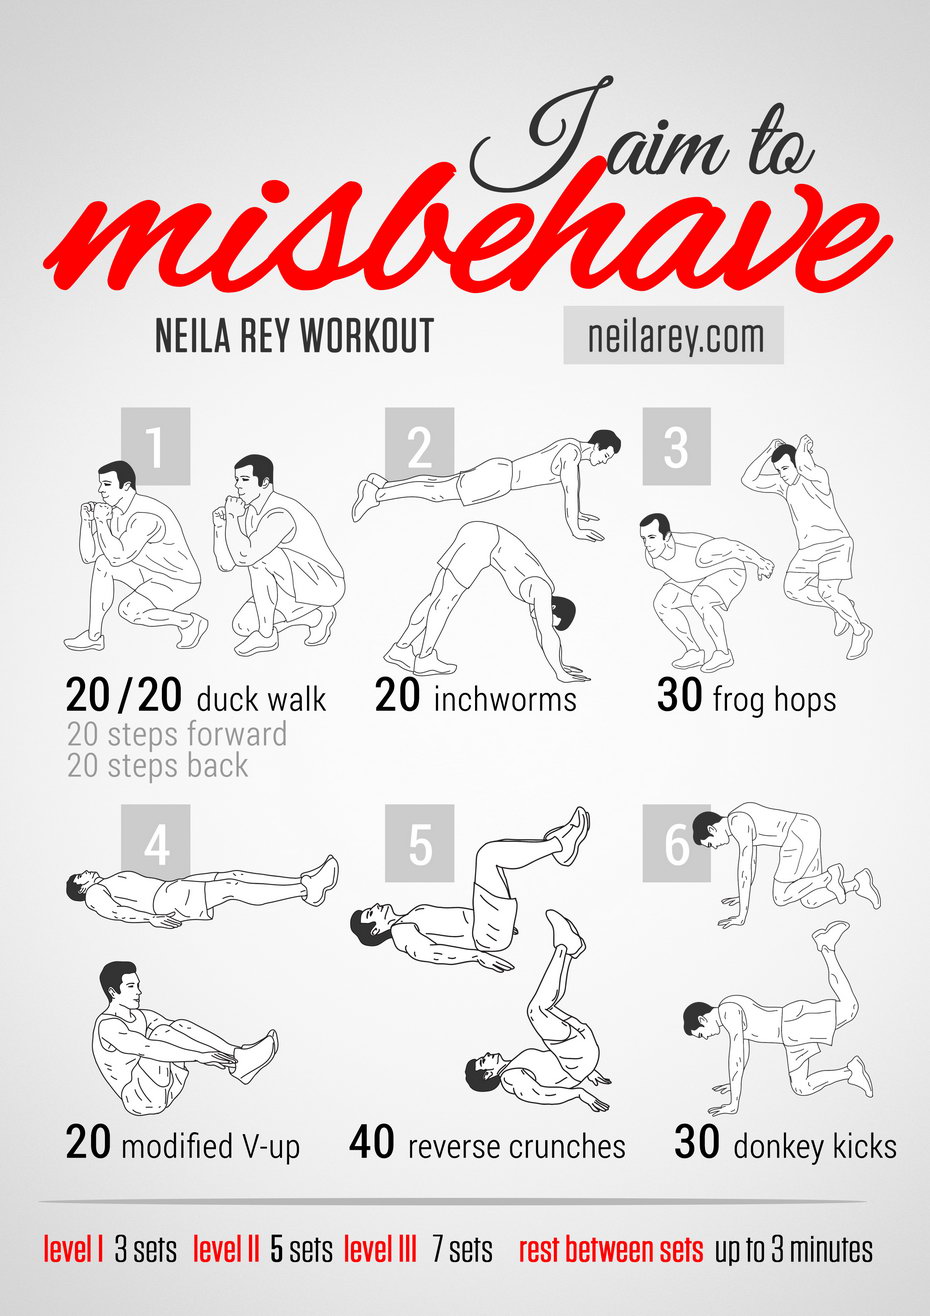 I aim to
misbehave
NEILA REY WORKOUT
neilarey.com
1
2
3
20/20 duck walk
20 steps forward
20 steps back
20 inchworms
30 frog hops
4
5
6
20 modified V-up
40 reverse crunches
30 donkey kicks
level I 3 sets level II 5 sets level III 7 sets rest between sets up to 3 minutes